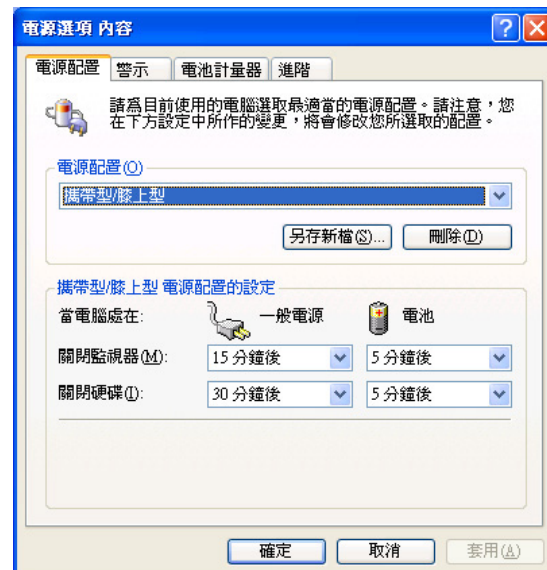 電源選項 內容
電源配置 警示 電池計量器 進階
請為目前使用的電腦選取最適當的電源配置。請注意，您
在下方設定中所作的變更，將會修改您所選取的配置。
電源配置(O)
攜帶型/膝上型
另存新檔(S)... 刪除(D)
攜帶型/膝上型 電源配置的設定
當電腦處在: 一般電源 電池
關閉監視器(M): 15 分鐘後 5 分鐘後
關閉硬碟(I): 30 分鐘後 5 分鐘後
確定 取消 套用(A)